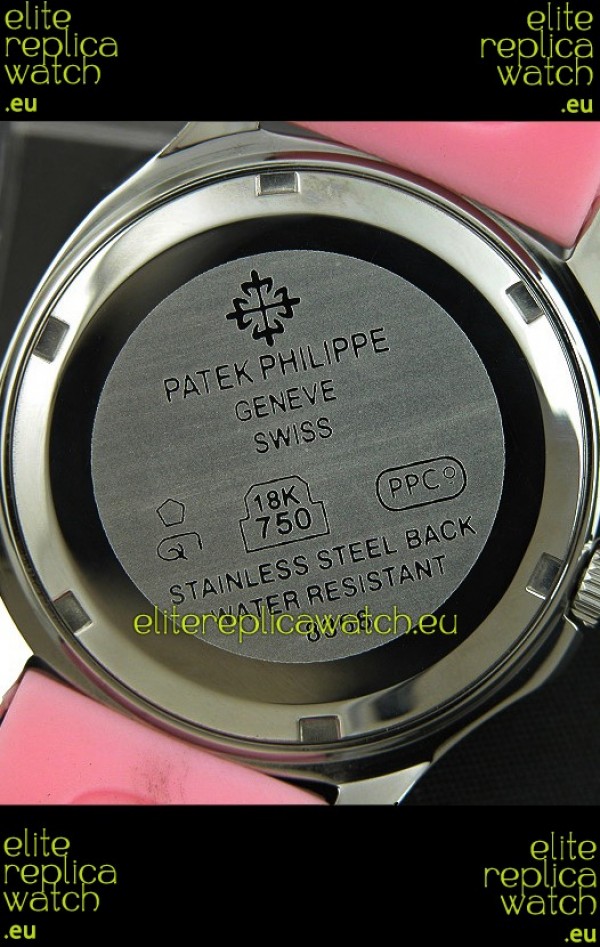 elite
replica
watch
.eu
elite
replica
watch
.eu
PATEK PHILIPPE
GENEVE
SWISS
18K
750
PPC
STAINLESS STEEL BACK
WATER RESISTANT
elitereplicawatch.eu
elite
replica
watch
.eu
elite
replica
watch
.eu